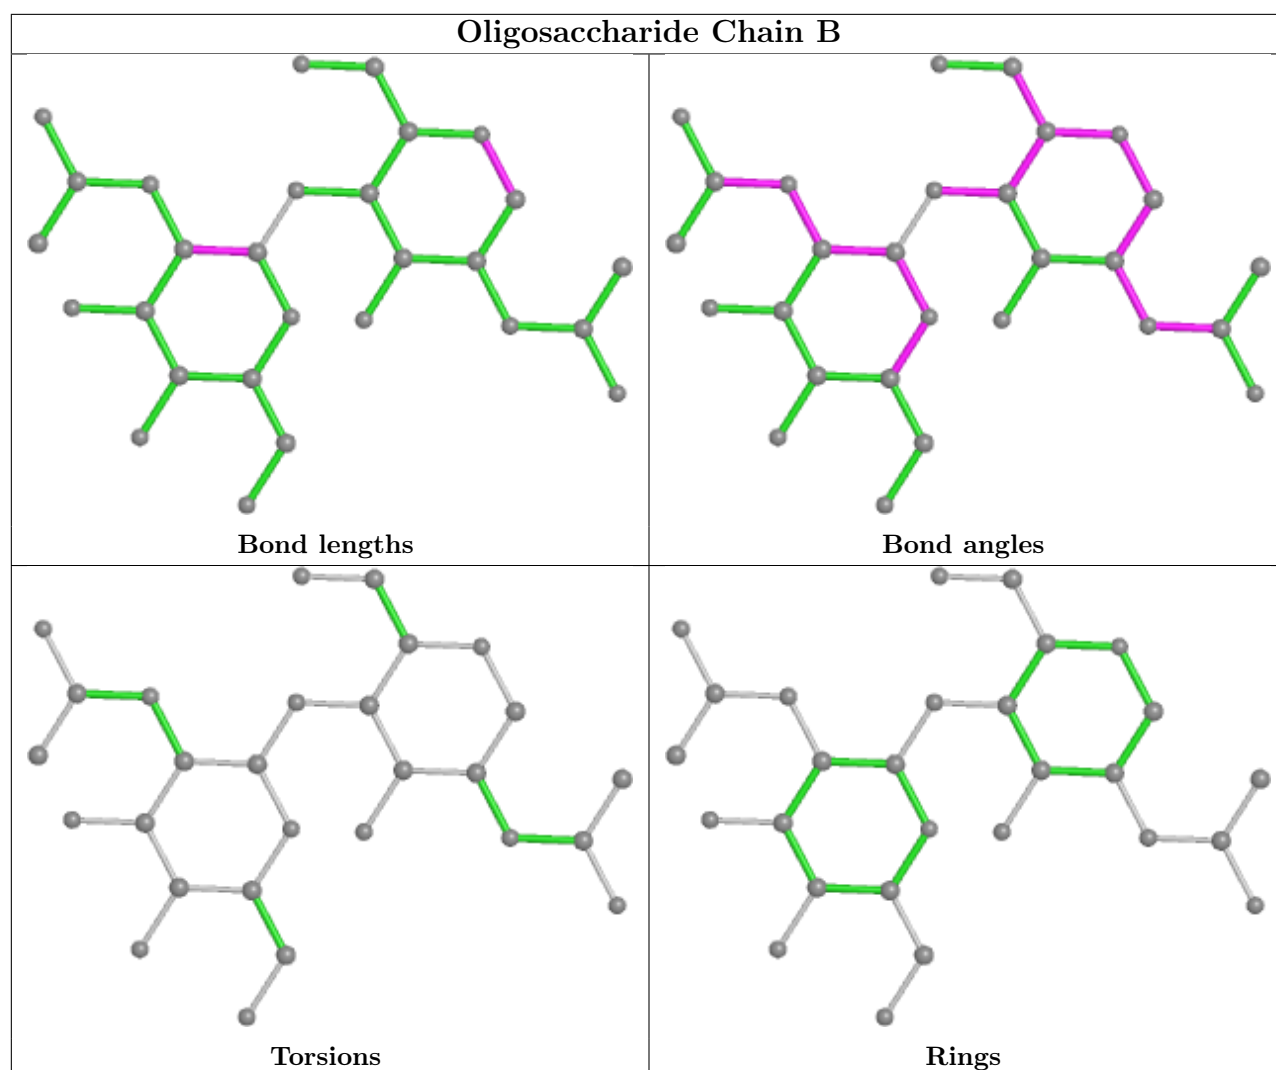 Oligosaccharide Chain B
Bond lengths
Bond angles
Torsions
Rings